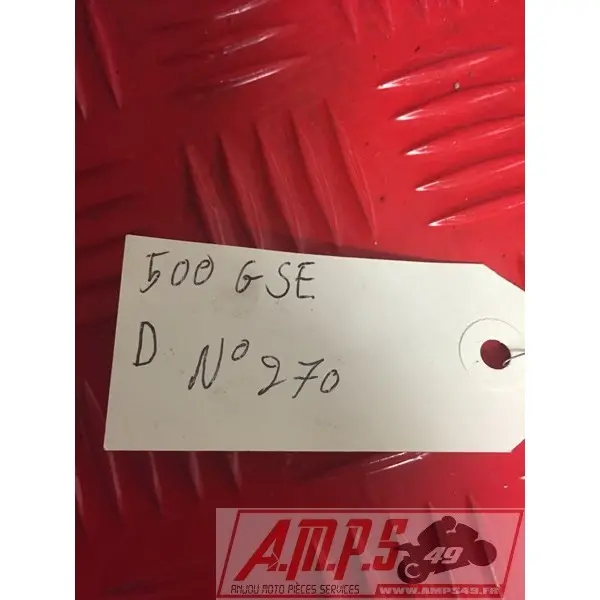 500 GSE
D N° 270
A.M.P.S 49
ANJOU MOTO PIÈCES SERVICES
WWW.AMPS49.FR